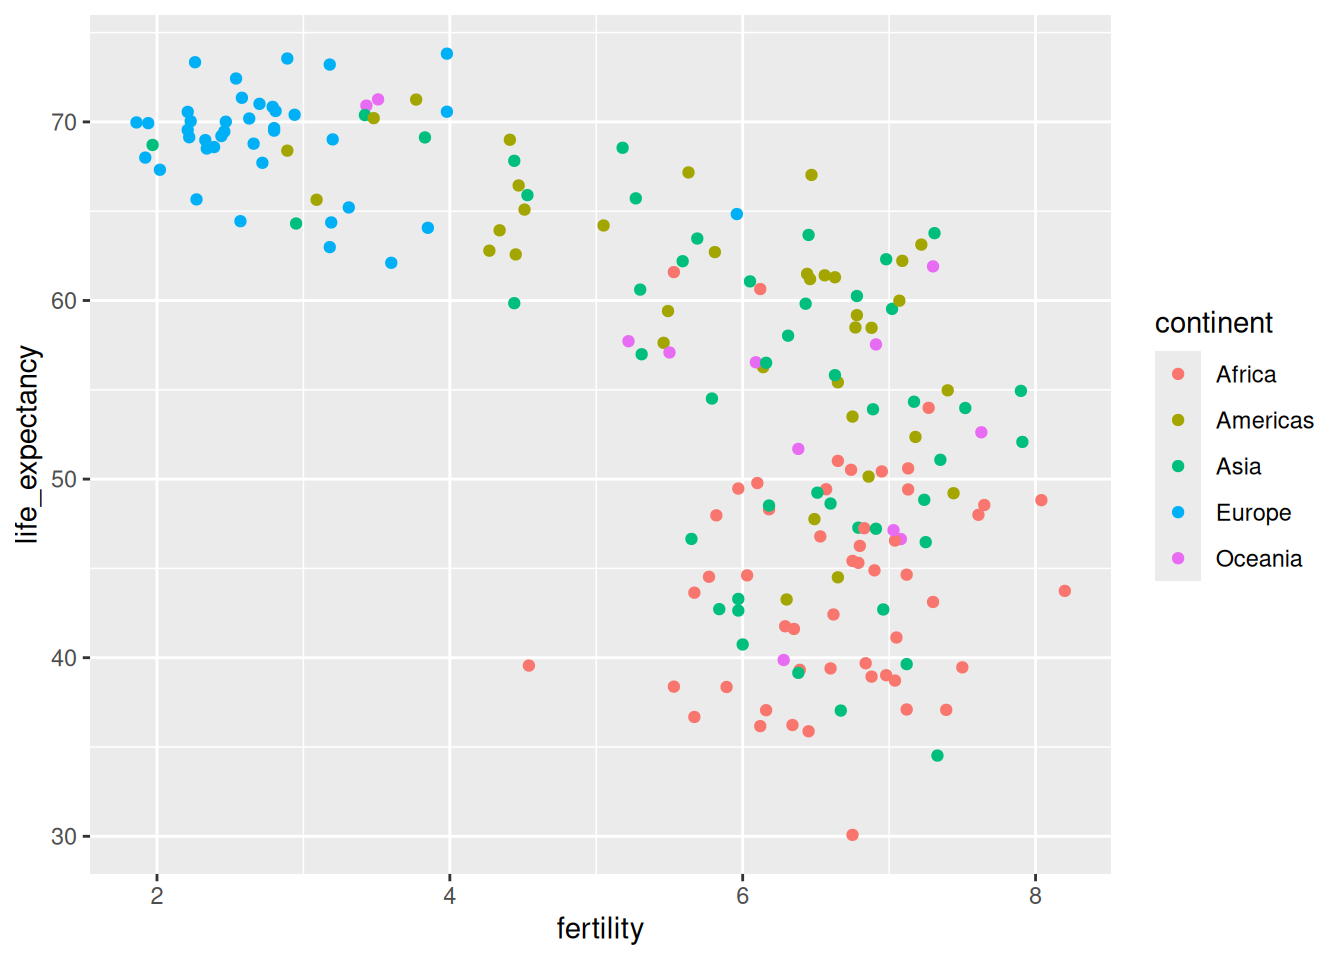 70
60
50
40
30
life_expectancy
2 4 6 8
fertility
continent
Africa
Americas
Asia
Europe
Oceania